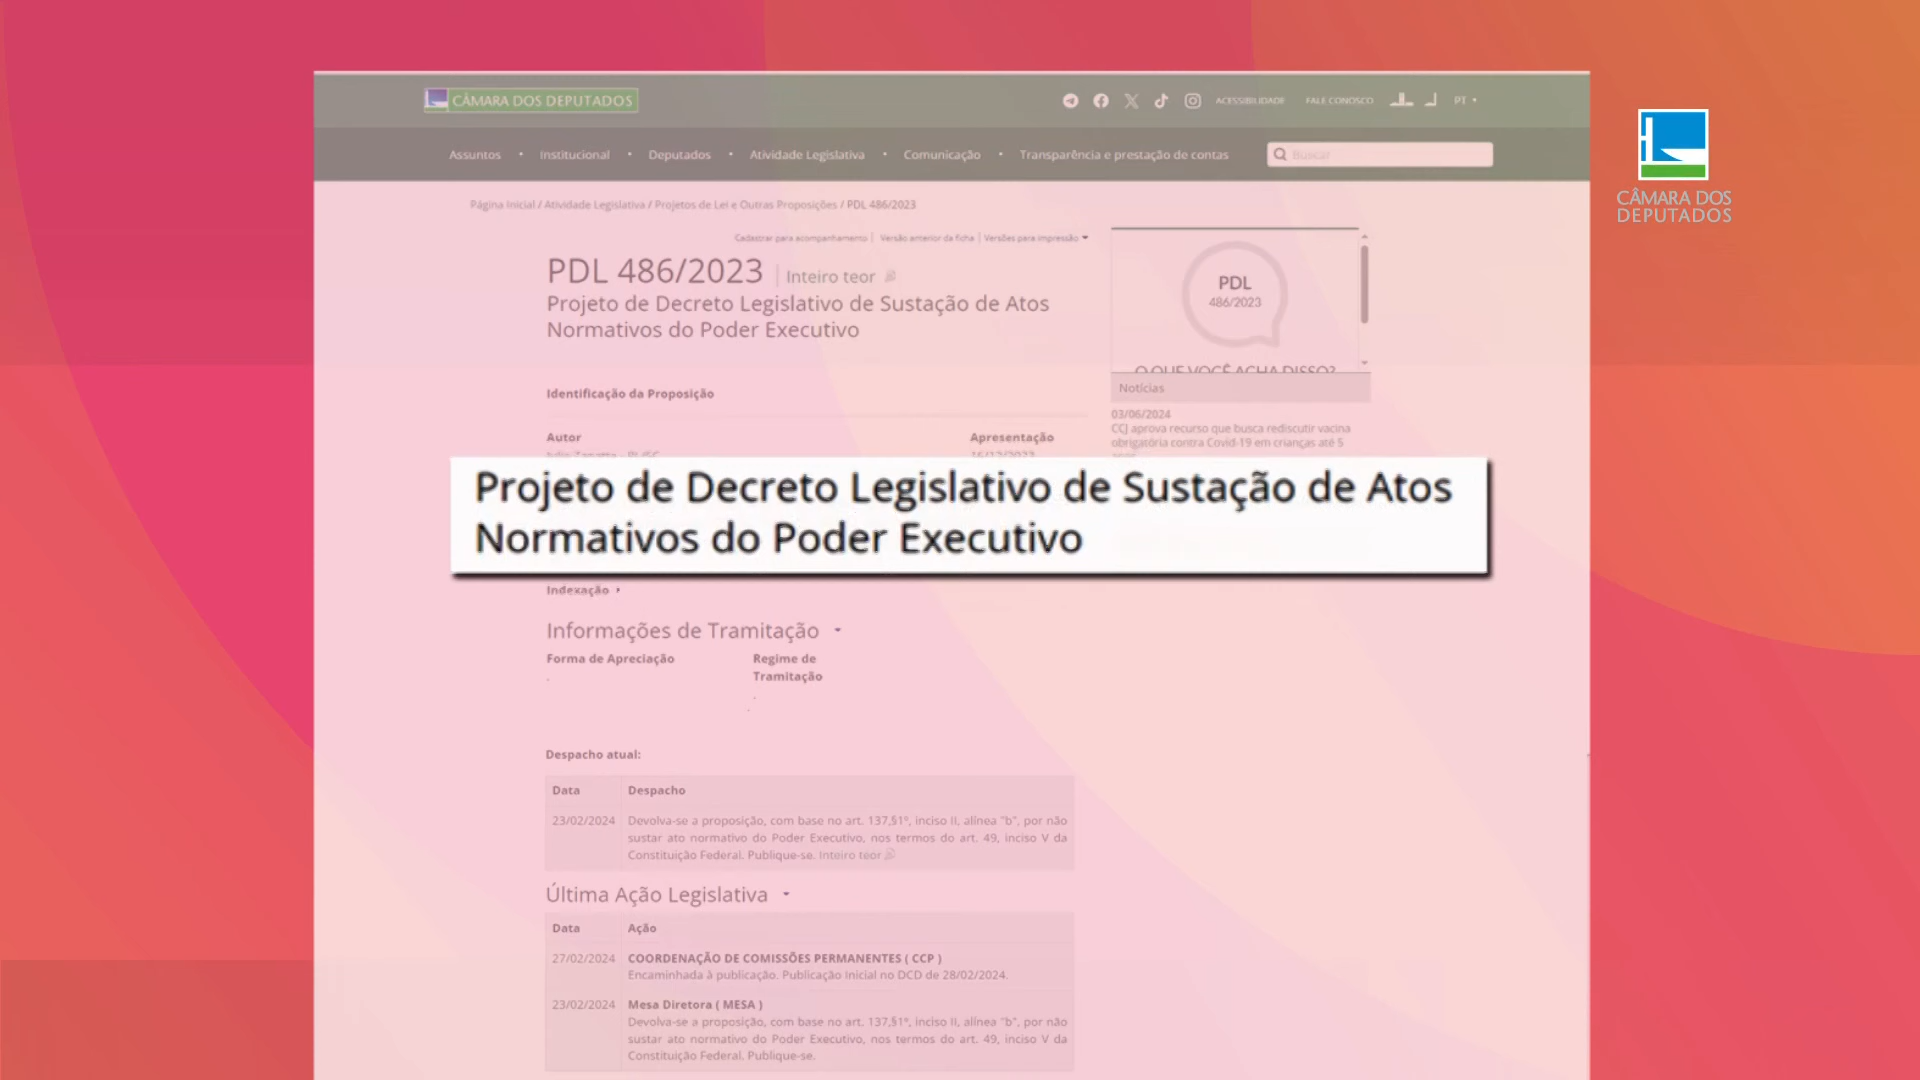 CÂMARA DOS DEPUTADOS
ACESSIBILIDADE
FALE CONOSCO
PT
Assuntos • Institucional • Deputados • Atividade Legislativa • Comunicação • Transparência e prestação de contas
Buscar
CÂMARA DOS
DEPUTADOS
Página Inicial / Atividade Legislativa / Projetos de Lei e Outras Proposições / PDL 486/2023
Cadastrar para acompanhamento | Versão anterior da ficha | Versões para impressão
PDL 486/2023 | Inteiro teor
Projeto de Decreto Legislativo de Sustação de Atos
Normativos do Poder Executivo
PDL
486/2023
O QUE VOCÊ ACHA DISSO?
Notícias
03/06/2024
CCJ aprova recurso que busca rediscutir vacina
obrigatória contra Covid-19 em crianças até 5
Identificação da Proposição
Autor
Apresentação
Projeto de Decreto Legislativo de Sustação de Atos
Normativos do Poder Executivo
Indexação
Informações de Tramitação
Forma de Apreciação
.
Regime de
Tramitação
.
Despacho atual:
Data Despacho
23/02/2024 Devolva-se a proposição, com base no art. 137,§1º, inciso II, alínea "b", por não
sustar ato normativo do Poder Executivo, nos termos do art. 49, inciso V da
Constituição Federal. Publique-se. Inteiro teor
Última Ação Legislativa
Data Ação
27/02/2024 COORDENAÇÃO DE COMISSÕES PERMANENTES ( CCP )
Encaminhada à publicação. Publicação Inicial no DCD de 28/02/2024.
23/02/2024 Mesa Diretora ( MESA )
Devolva-se a proposição, com base no art. 137,§1º, inciso II, alínea "b", por não
sustar ato normativo do Poder Executivo, nos termos do art. 49, inciso V da
Constituição Federal. Publique-se.